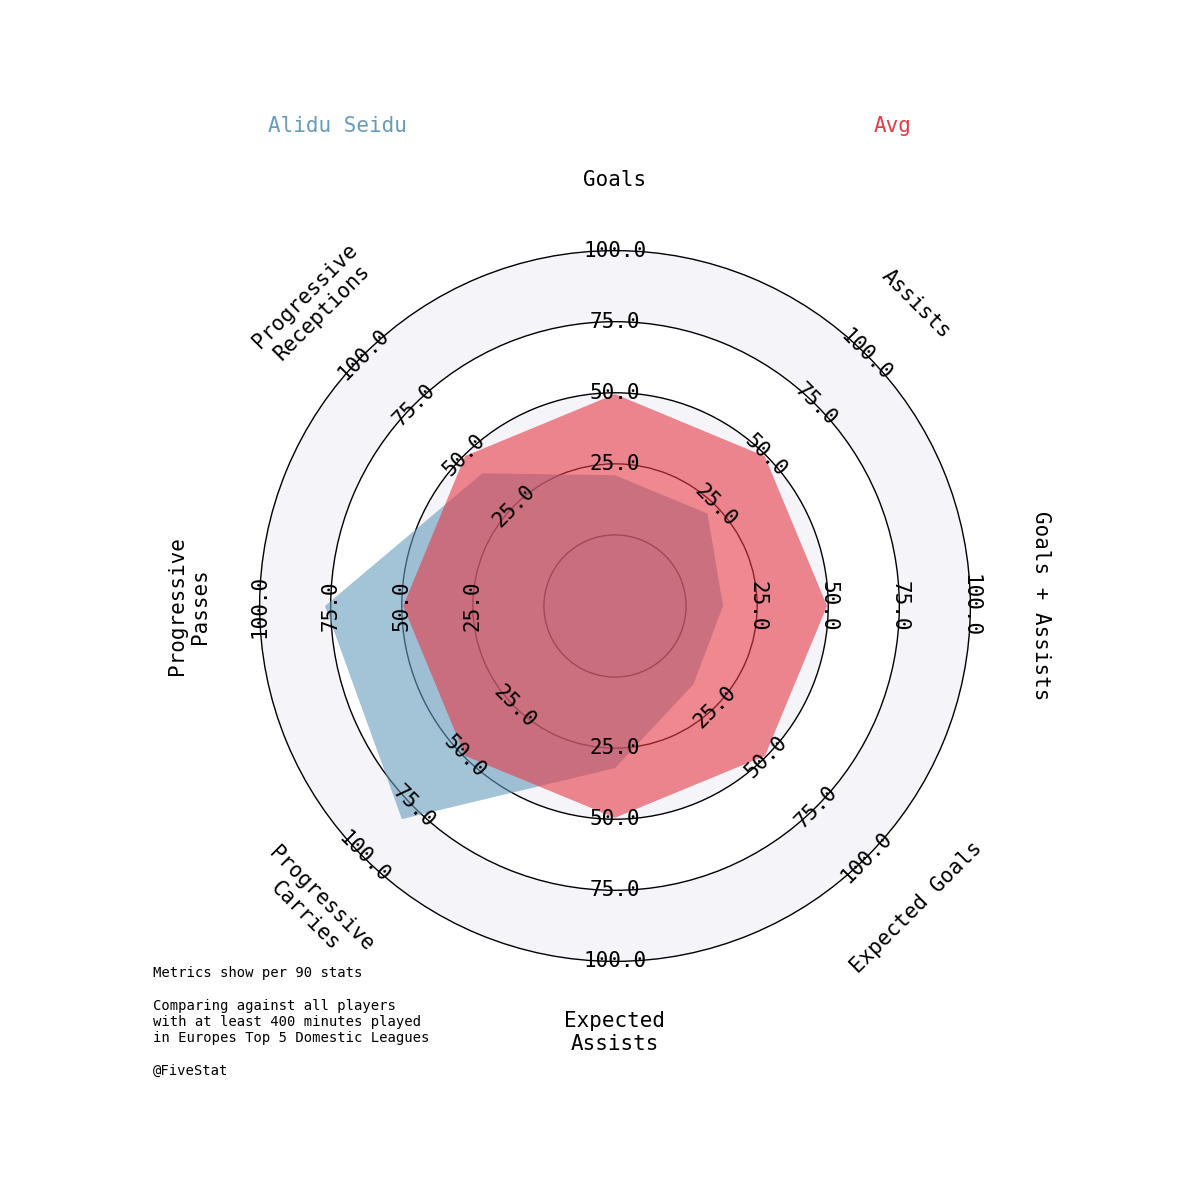 Alidu Seidu
Avg
Goals
Progressive
Receptions
Assists
100.0
75.0
50.0
25.0
100.0
75.0
50.0
25.0
100.0
75.0
50.0
25.0
Progressive
Passes
100.0
75.0
50.0
25.0
25.0
50.0
75.0
100.0
Goals + Assists
25.0
50.0
75.0
100.0
25.0
50.0
75.0
100.0
25.0
50.0
75.0
100.0
Progressive
Carries
Expected Goals
Expected
Assists
Metrics show per 90 stats
Comparing against all players
with at least 400 minutes played
in Europes Top 5 Domestic Leagues
@FiveStat